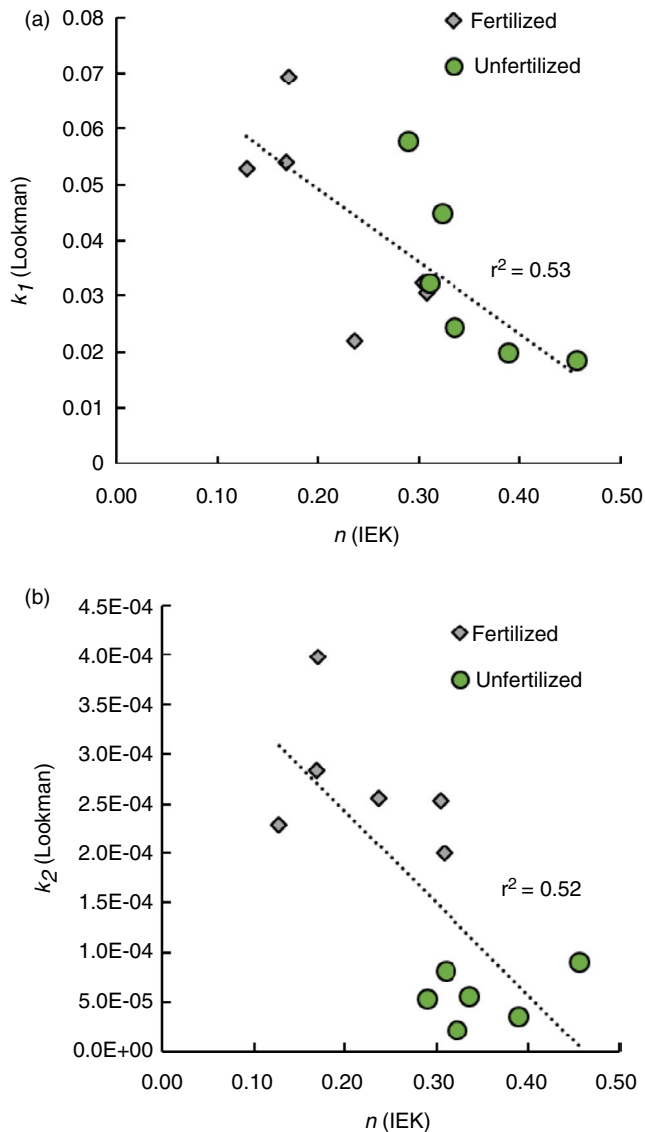 (a)
0.08
0.07
0.06
0.05
0.04
0.03
0.02
0.01
0
k1 (Lookman)
Fertilized
Unfertilized
r2 = 0.53
0.00 0.10 0.20 0.30 0.40 0.50
n (IEK)
(b)
4.5E-04
4.0E-04
3.5E-04
3.0E-04
2.5E-04
2.0E-04
1.5E-04
1.0E-04
5.0E-05
0.0E+00
k2 (Lookman)
Fertilized
Unfertilized
r2 = 0.52
0.00 0.10 0.20 0.30 0.40 0.50
n (IEK)